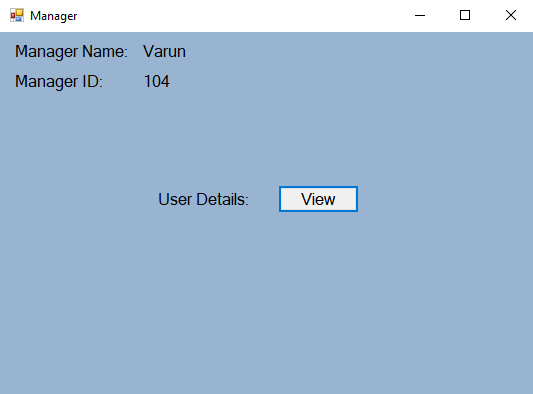 Manager
Manager Name: Varun
Manager ID: 104
User Details: View